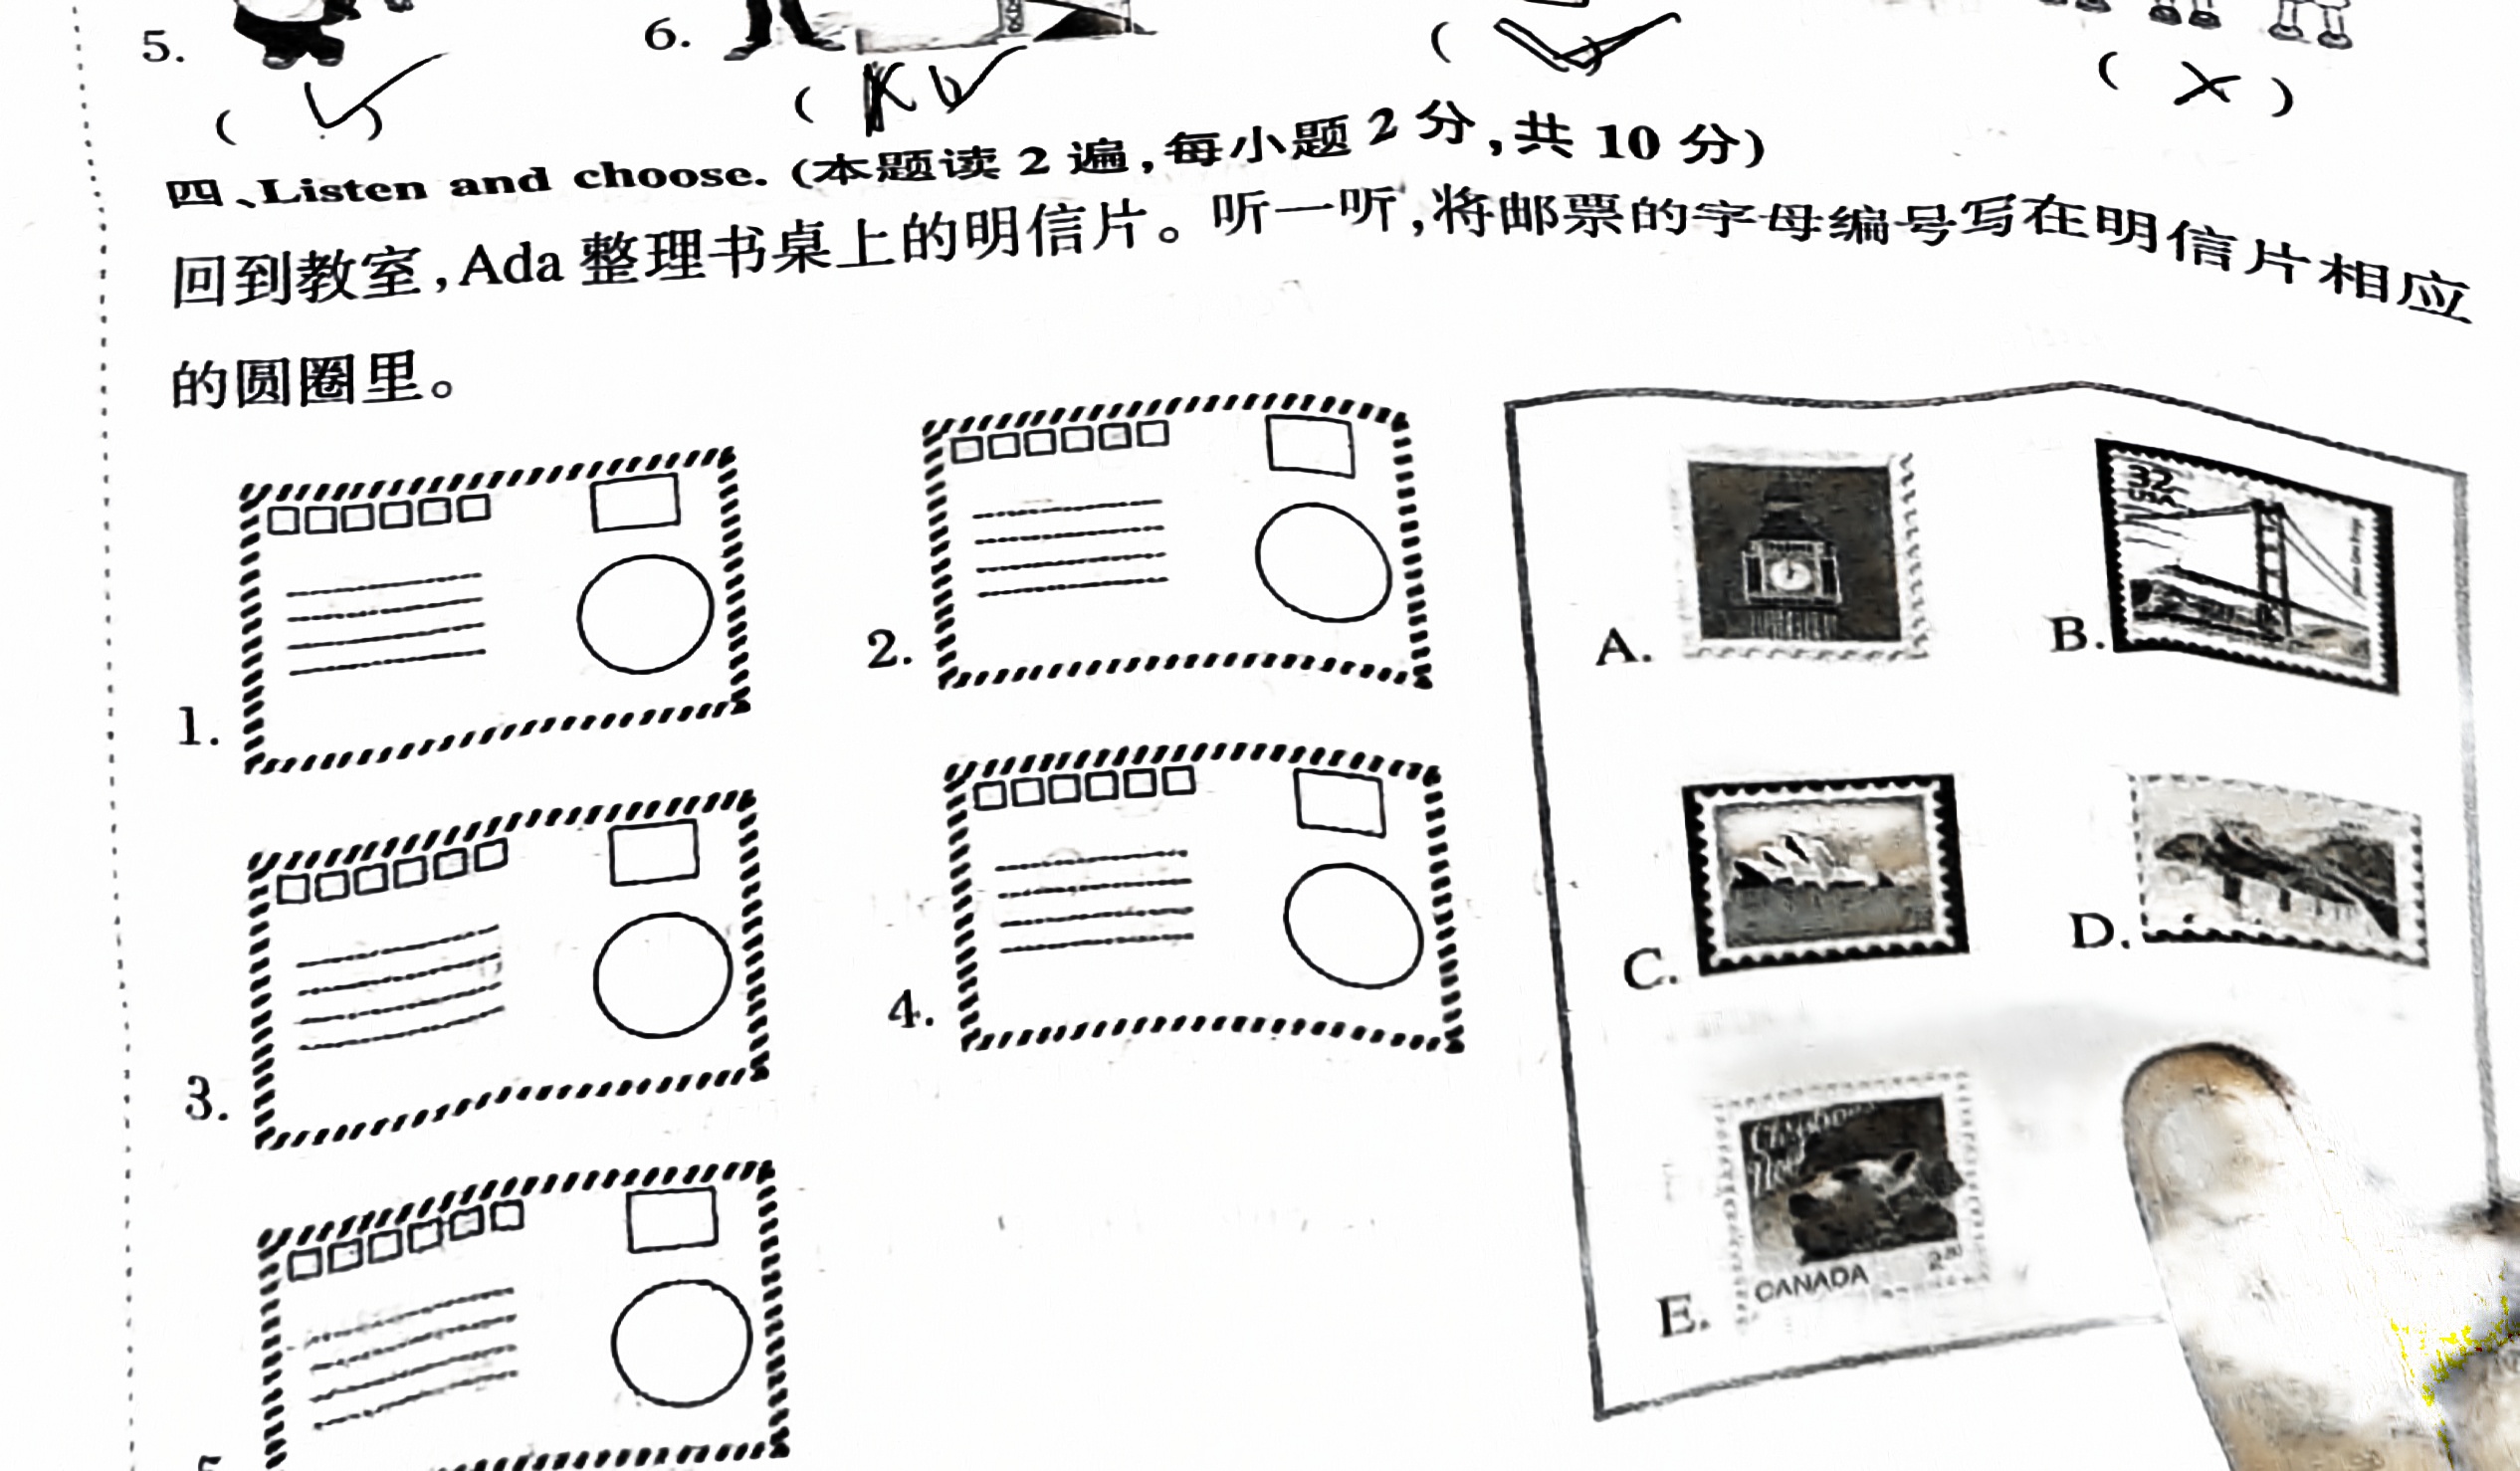 5.
6.
( ✓ )
( K✓
( ✓ )
( × )
四、Listen and choose. (本题读 2 遍,每小题 2 分,共 10 分)
回到教室,Ada 整理书桌上的明信片。听一听,将邮票的字母编号写在明信片相应
的圆圈里。
1.
2.
3.
4.
A.
B.
32
USA
C.
D.
E.
CANADA